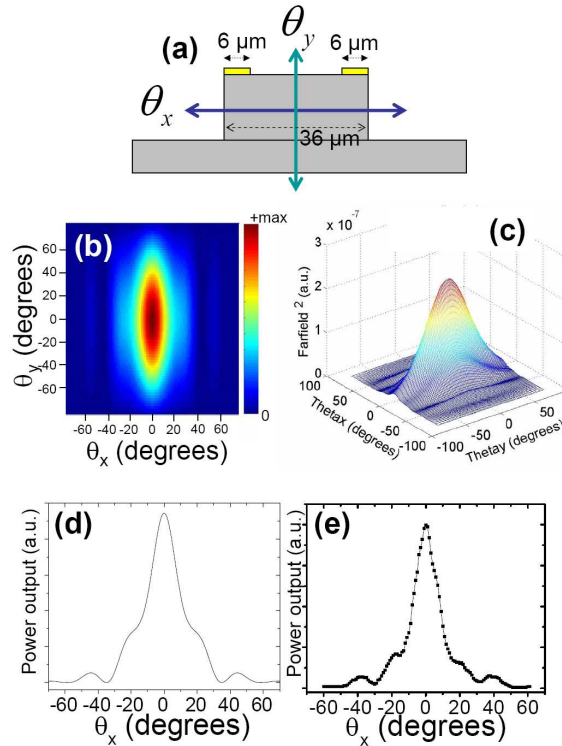 6 μm
6 μm
(a)
θy
θx
36 μm
(b)
+max
0
θy (degrees)
80
60
40
20
0
-20
-40
-60
-60 -40 -20 0 20 40 60
θx (degrees)
(c)
x 10^-7
3
2
1
0
Farfield 2 (a.u.)
100
50
0
-50
-100
Thetax (degrees)
-100
-50
0
50
Thetay (degrees)
(d)
Power output (a.u.)
-60 -40 -20 0 20 40 60
θx (degrees)
(e)
Power output (a.u.)
-60 -40 -20 0 20 40 60
θx (degrees)